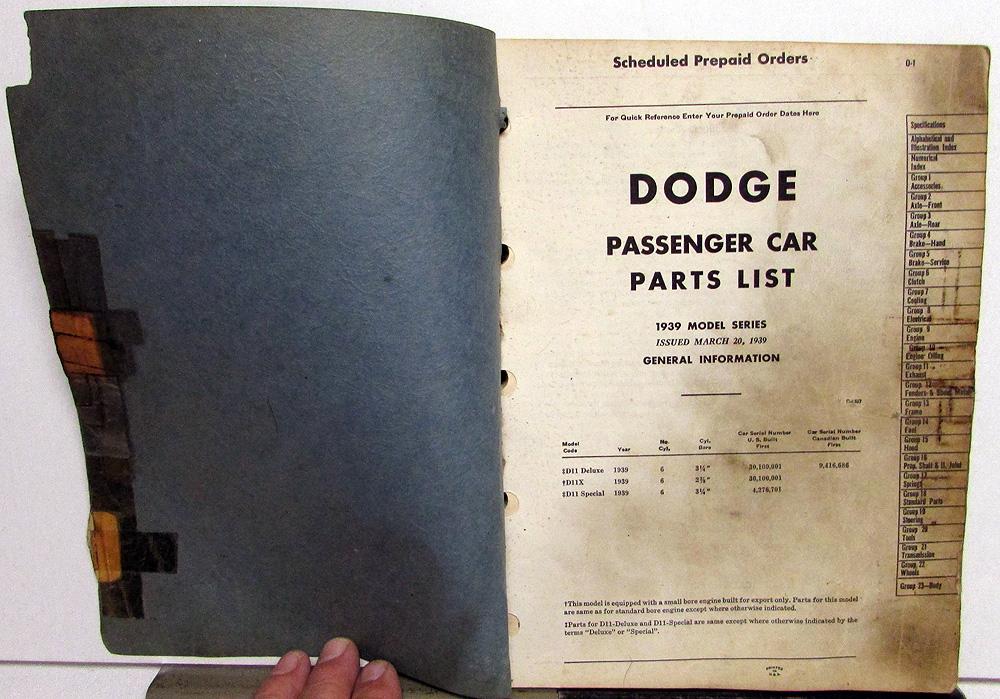 Scheduled Prepaid Orders
D-1
For Quick Reference Enter Your Prepaid Order Dates Here
DODGE
PASSENGER CAR
PARTS LIST
1939 MODEL SERIES
ISSUED MARCH 20, 1939
GENERAL INFORMATION
Model Code Year No. Cyl. Cyl. Bore Car Serial Number U. S. Built First Car Serial Number Canadian Built First
‡D11 Deluxe 1939 6 3¼" 30,100,001 9,416,686
†D11X 1939 6 2⅞" 30,100,001
‡D11 Special 1939 6 3¼" 4,276,701
†This model is equipped with a small bore engine built for export only. Parts for this model
are same as for standard bore engine except where otherwise indicated.
‡Parts for D11-Deluxe and D11-Special are same except where otherwise indicated by the
terms "Deluxe" or "Special".
PRINTED
IN
U.S.A.
Specifications
Alphabetical and
Illustration Index
Numerical
Index
Group 1
Accessories
Group 2
Axle—Front
Group 3
Axle—Rear
Group 4
Brake—Hand
Group 5
Brake—Service
Group 6
Clutch
Group 7
Cooling
Group 8
Electrical
Group 9
Engine
Group 10
Engine Oiling
Group 11
Exhaust
Group 12
Fenders & Sheet Metal
Group 13
Frame
Group 14
Fuel
Group 15
Hood
Group 16
Prop. Shaft & U. Joint
Group 17
Springs
Group 18
Standard Parts
Group 19
Steering
Group 20
Tools
Group 21
Transmission
Group 22
Wheels
Group 23—Body